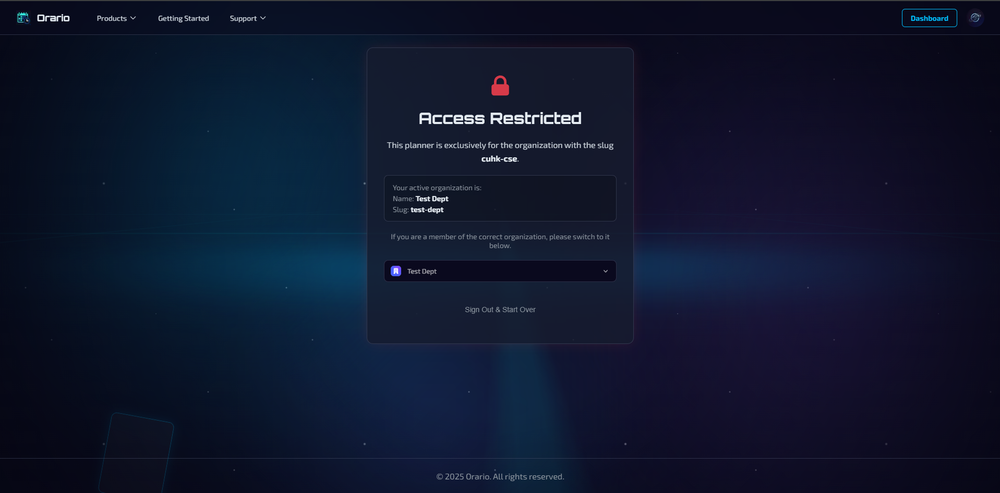 Orario
Products
Getting Started
Support
Dashboard
Access Restricted
This planner is exclusively for the organization with the slug
cuhk-cse.
Your active organization is:
Name: Test Dept
Slug: test-dept
If you are a member of the correct organization, please switch to it
below.
Test Dept
Sign Out & Start Over
© 2025 Orario. All rights reserved.